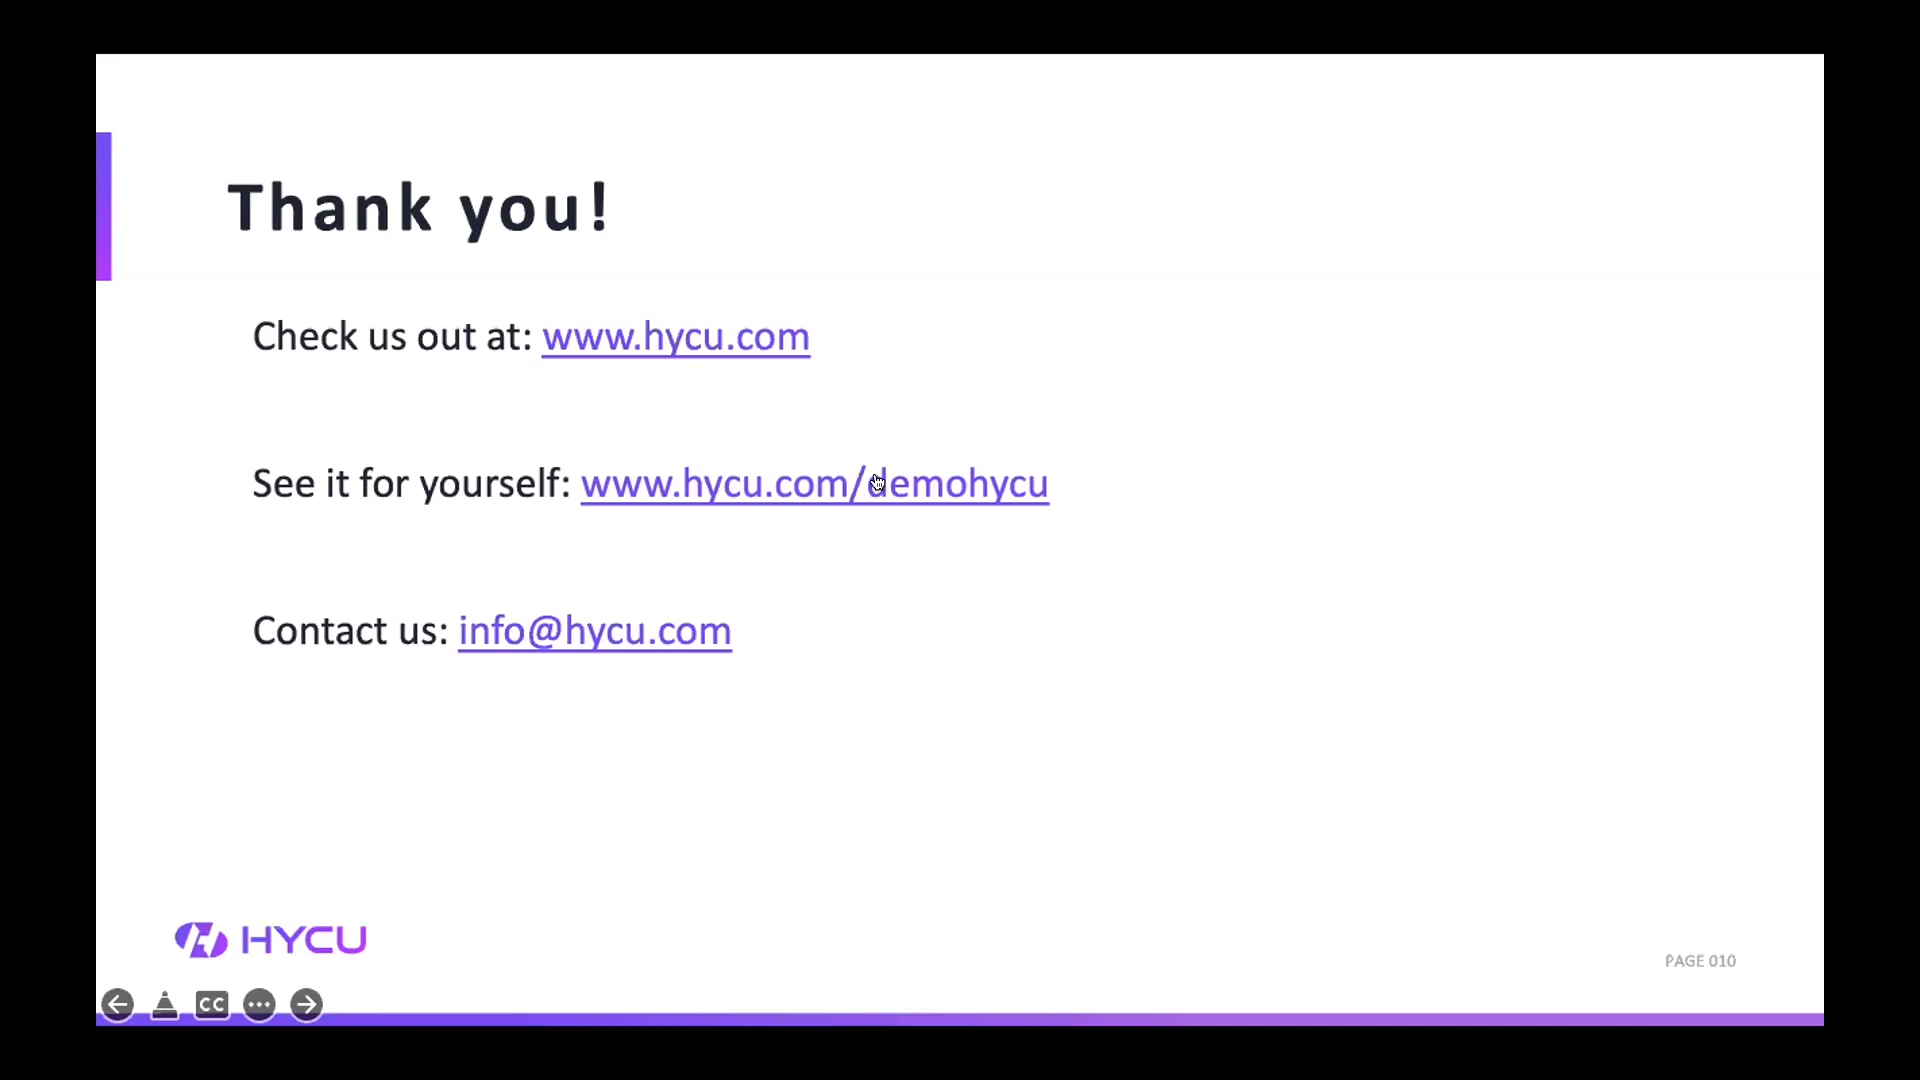 Thank you!
Check us out at: www.hycu.com
See it for yourself: www.hycu.com/demohycu
Contact us: info@hycu.com
HYCU
PAGE 010
CC